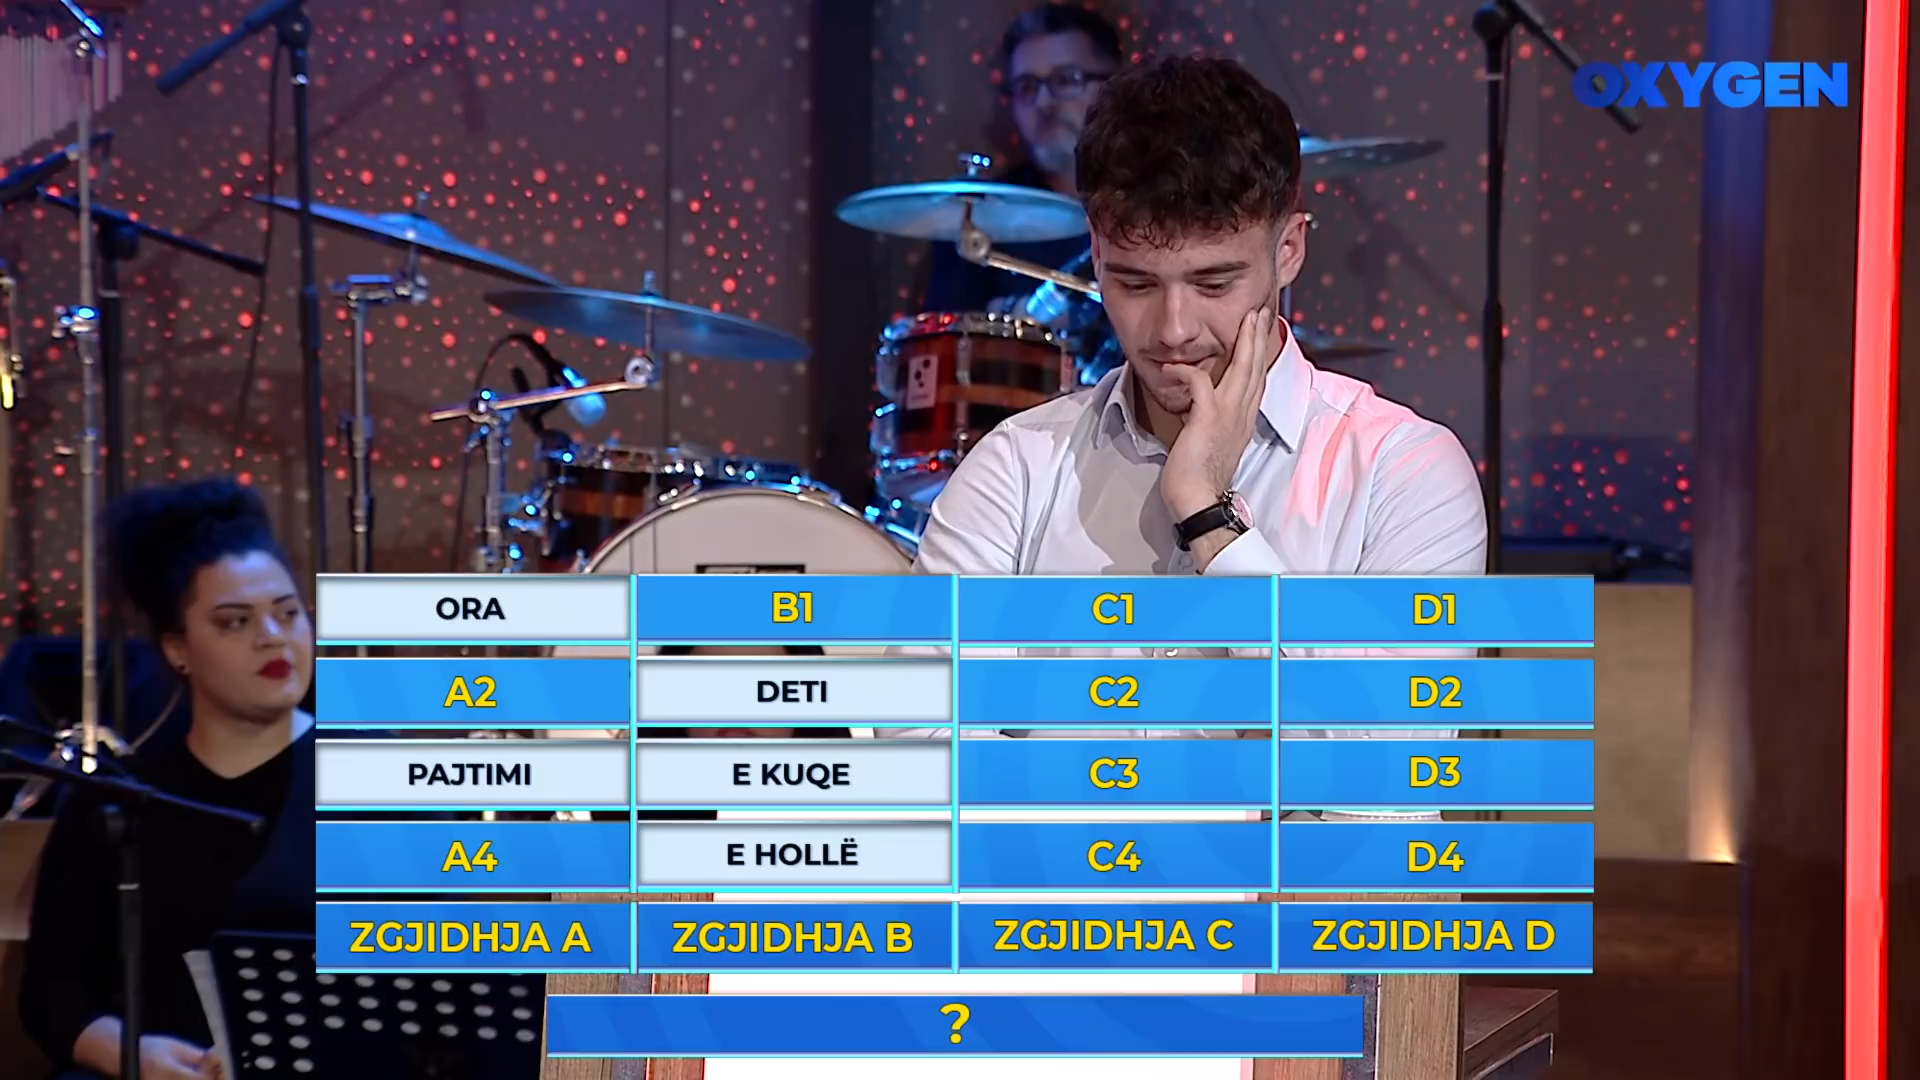 OXYGEN
ORA
B1
C1
D1
A2
DETI
C2
D2
PAJTIMI
E KUQE
C3
D3
A4
E HOLLË
C4
D4
ZGJIDHJA A
ZGJIDHJA B
ZGJIDHJA C
ZGJIDHJA D
?